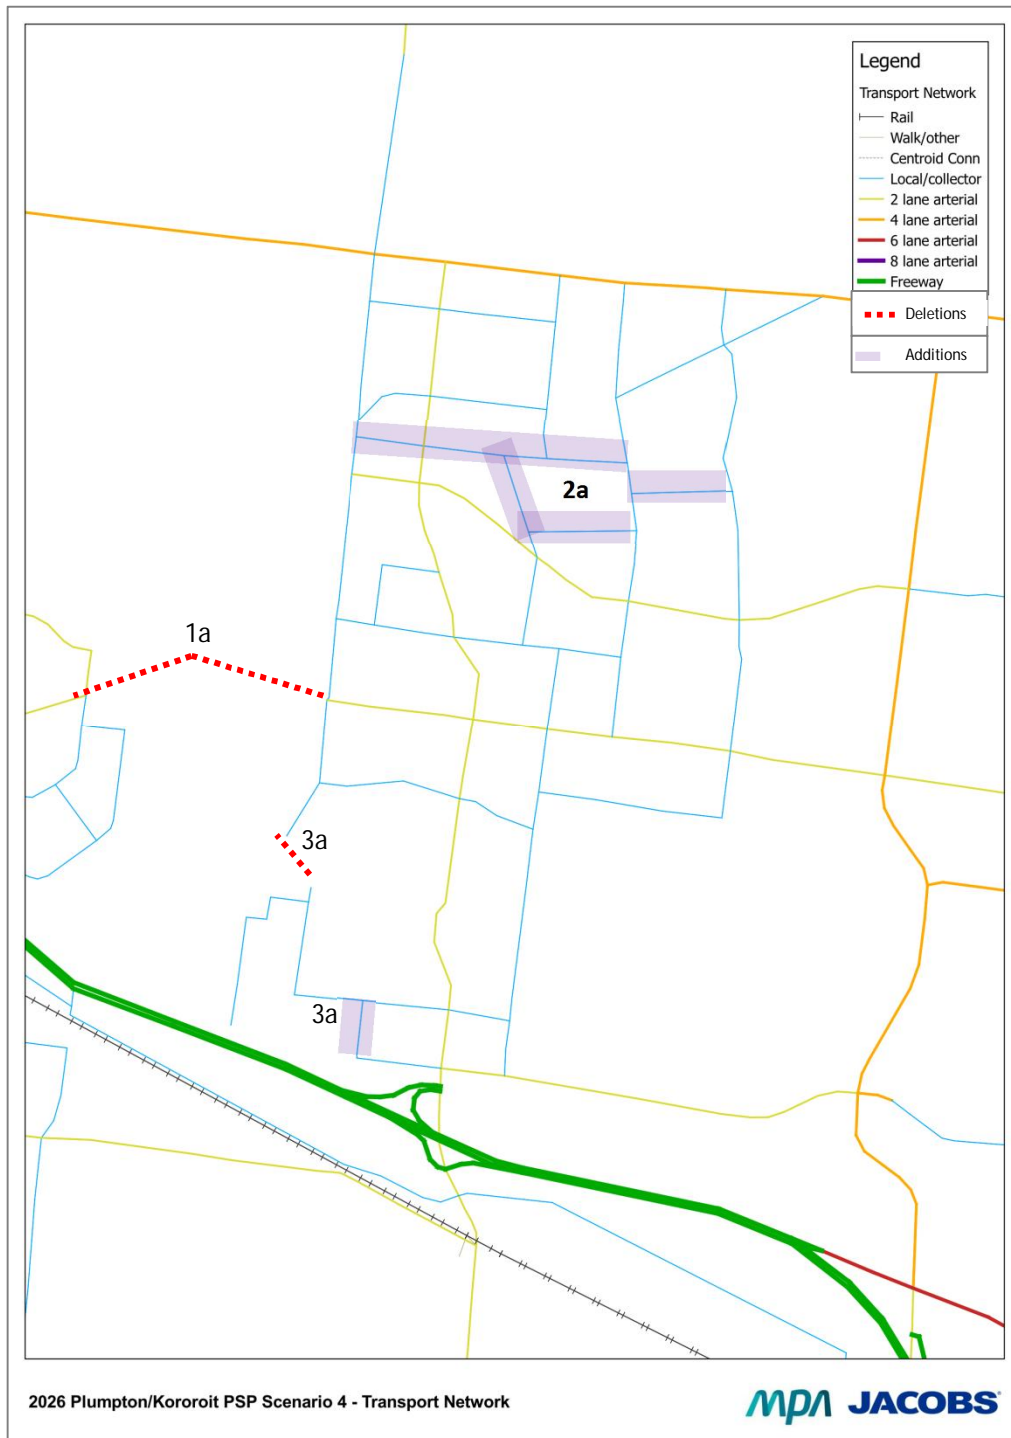 Legend
Transport Network
Rail
Walk/other
Centroid Conn
Local/collector
2 lane arterial
4 lane arterial
6 lane arterial
8 lane arterial
Freeway
Deletions
Additions
2a
1a
3a
3a
2026 Plumpton/Kororoit PSP Scenario 4 - Transport Network
MPA JACOBS®